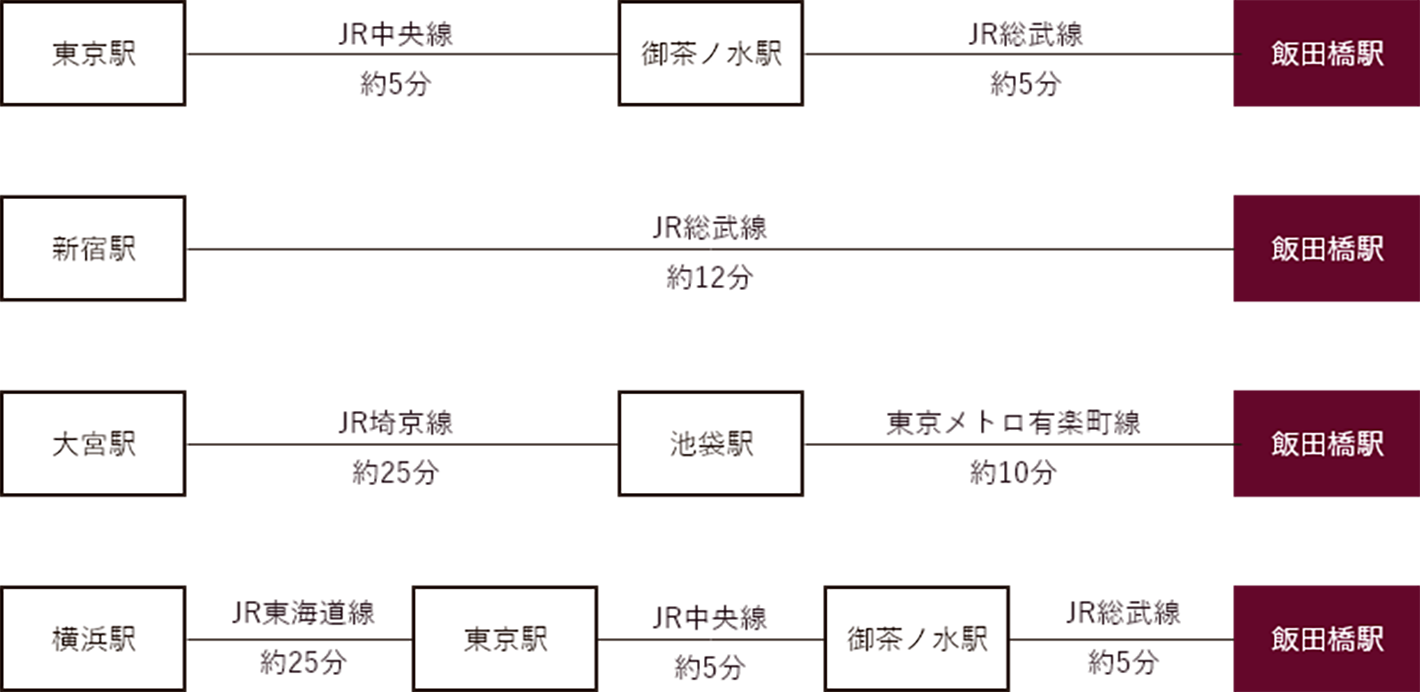 東京駅
JR中央線
約5分
御茶ノ水駅
JR総武線
約5分
飯田橋駅
新宿駅
JR総武線
約12分
飯田橋駅
大宮駅
JR埼京線
約25分
池袋駅
東京メトロ有楽町線
約10分
飯田橋駅
横浜駅
JR東海道線
約25分
東京駅
JR中央線
約5分
御茶ノ水駅
JR総武線
約5分
飯田橋駅